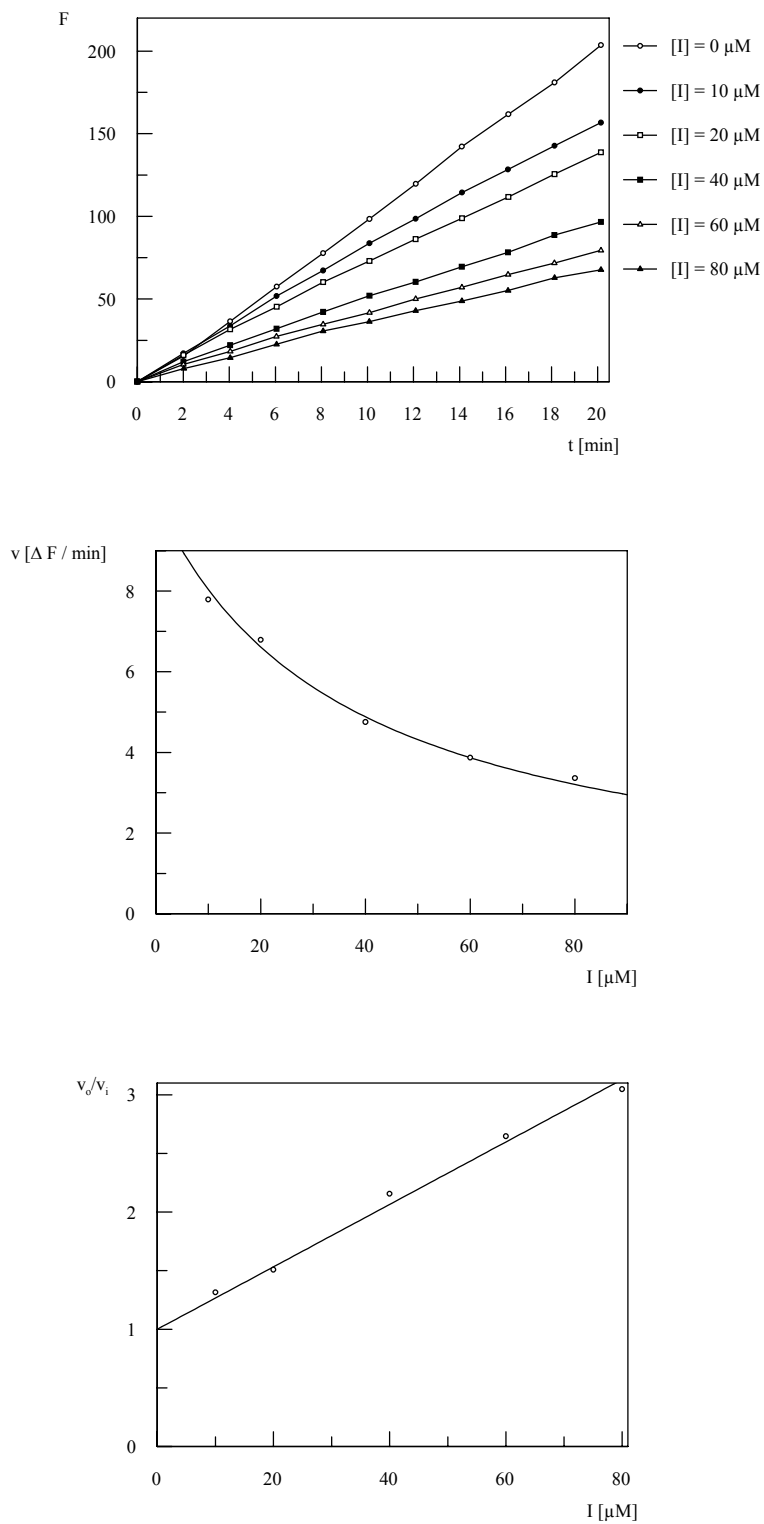 F
200
150
100
50
0
0 2 4 6 8 10 12 14 16 18 20
t [min]
[I] = 0 µM
[I] = 10 µM
[I] = 20 µM
[I] = 40 µM
[I] = 60 µM
[I] = 80 µM
v [Δ F / min]
8
6
4
2
0
0 20 40 60 80
I [µM]
v₀/vᵢ
3
2
1
0
0 20 40 60 80
I [µM]